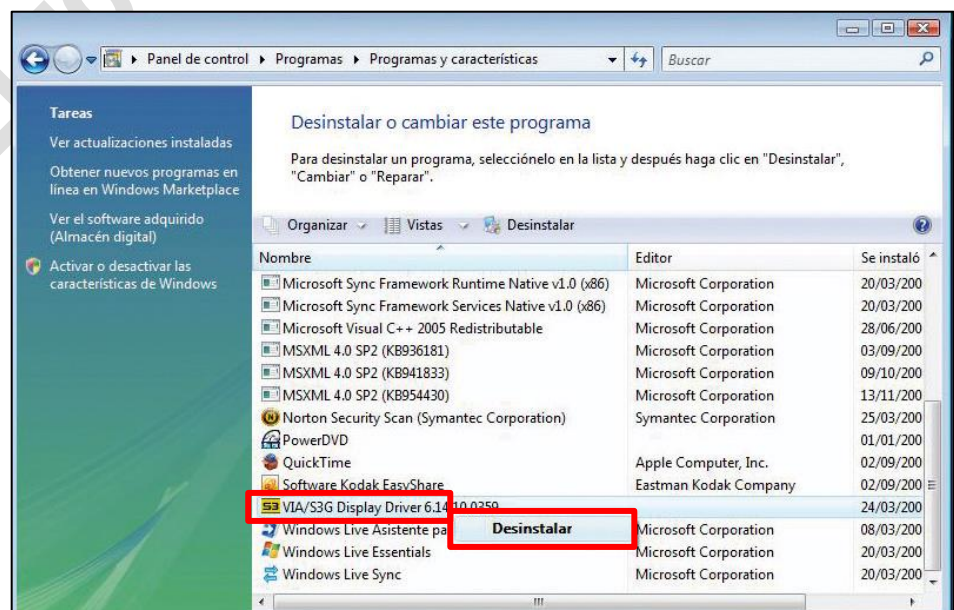 Panel de control ▸ Programas ▸ Programas y características
Buscar
Tareas
Ver actualizaciones instaladas
Obtener nuevos programas en
línea en Windows Marketplace
Ver el software adquirido
(Almacén digital)
Activar o desactivar las
características de Windows
Desinstalar o cambiar este programa
Para desinstalar un programa, selecciónelo en la lista y después haga clic en "Desinstalar",
"Cambiar" o "Reparar".
Organizar Vistas Desinstalar
Nombre Editor Se instaló
Microsoft Sync Framework Runtime Native v1.0 (x86) Microsoft Corporation 20/03/200
Microsoft Sync Framework Services Native v1.0 (x86) Microsoft Corporation 20/03/200
Microsoft Visual C++ 2005 Redistributable Microsoft Corporation 28/06/200
MSXML 4.0 SP2 (KB936181) Microsoft Corporation 03/09/200
MSXML 4.0 SP2 (KB941833) Microsoft Corporation 09/10/200
MSXML 4.0 SP2 (KB954430) Microsoft Corporation 13/11/200
Norton Security Scan (Symantec Corporation) Symantec Corporation 25/03/200
PowerDVD 01/01/200
QuickTime Apple Computer, Inc. 02/09/200
Software Kodak EasyShare Eastman Kodak Company 02/09/200
S3 VIA/S3G Display Driver 6.14.10.0359 24/03/200
Desinstalar
Windows Live Asistente pa Microsoft Corporation 08/03/200
Windows Live Essentials Microsoft Corporation 20/03/200
Windows Live Sync Microsoft Corporation 20/03/200